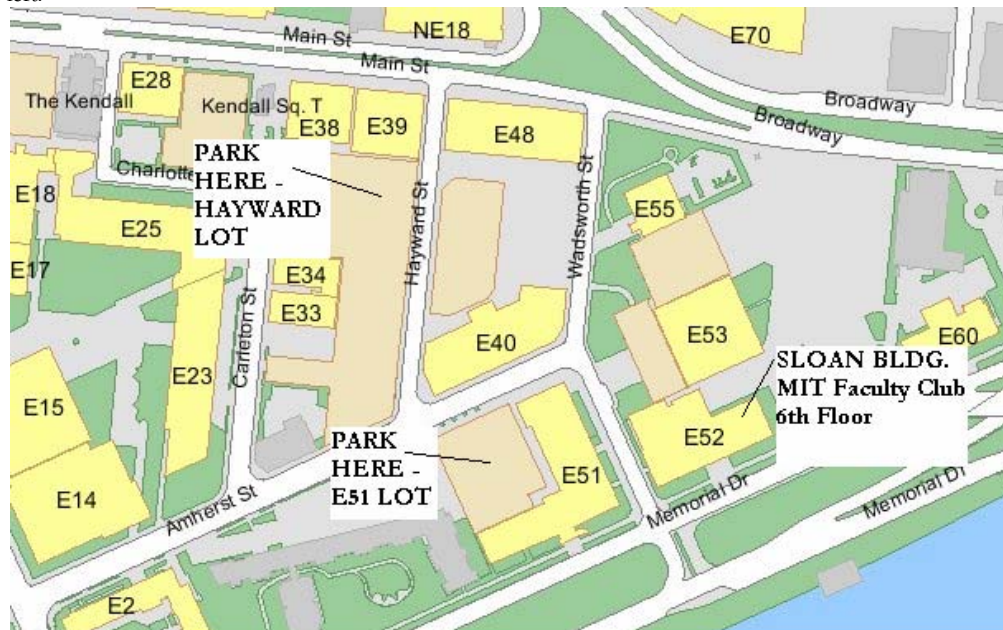 Main St
NE18
E70
Main St
E28
The Kendall
Kendall Sq. T
E38
E39
E48
Broadway
Broadway
PARK
HERE -
HAYWARD
LOT
Charlotte
E18
E25
E17
Hayward St
Wadsworth St
E55
E34
E33
Carleton St
E40
E53
E60
E23
E15
SLOAN BLDG.
MIT Faculty Club
6th Floor
E52
PARK
HERE -
E51 LOT
E51
E14
Amherst St
Memorial Dr
Memorial Dr
E2